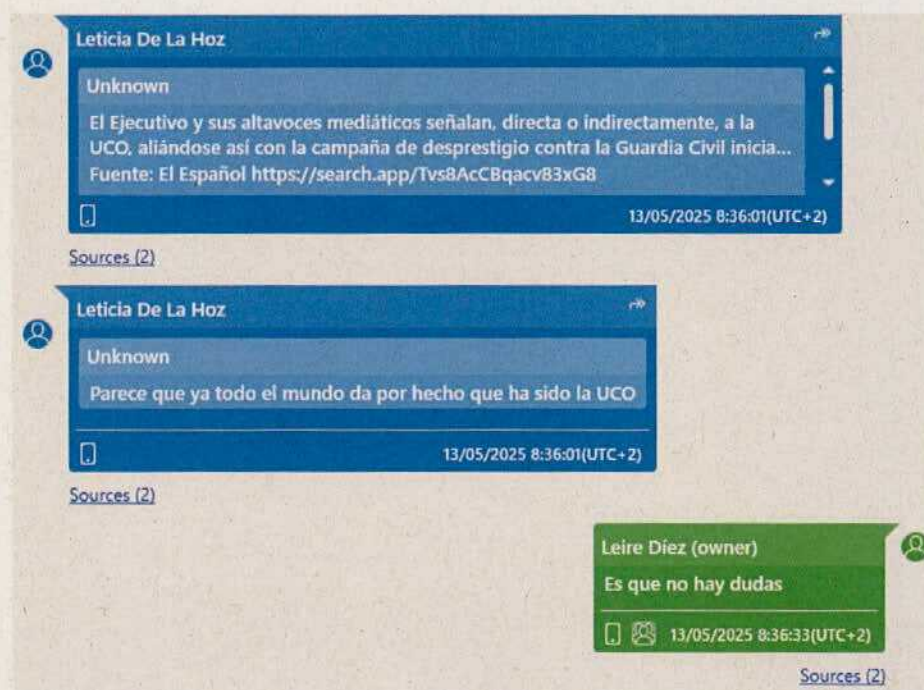 Leticia De La Hoz
Unknown
El Ejecutivo y sus altavoces mediáticos señalan, directa o indirectamente, a la
UCO, aliándose así con la campaña de desprestigio contra la Guardia Civil inicia...
Fuente: El Español https://search.app/Tvs8AcCBqacv83xG8
13/05/2025 8:36:01(UTC+2)
Sources (2)
Leticia De La Hoz
Unknown
Parece que ya todo el mundo da por hecho que ha sido la UCO
13/05/2025 8:36:01(UTC+2)
Sources (2)
Leire Díez (owner)
Es que no hay dudas
13/05/2025 8:36:33(UTC+2)
Sources (2)